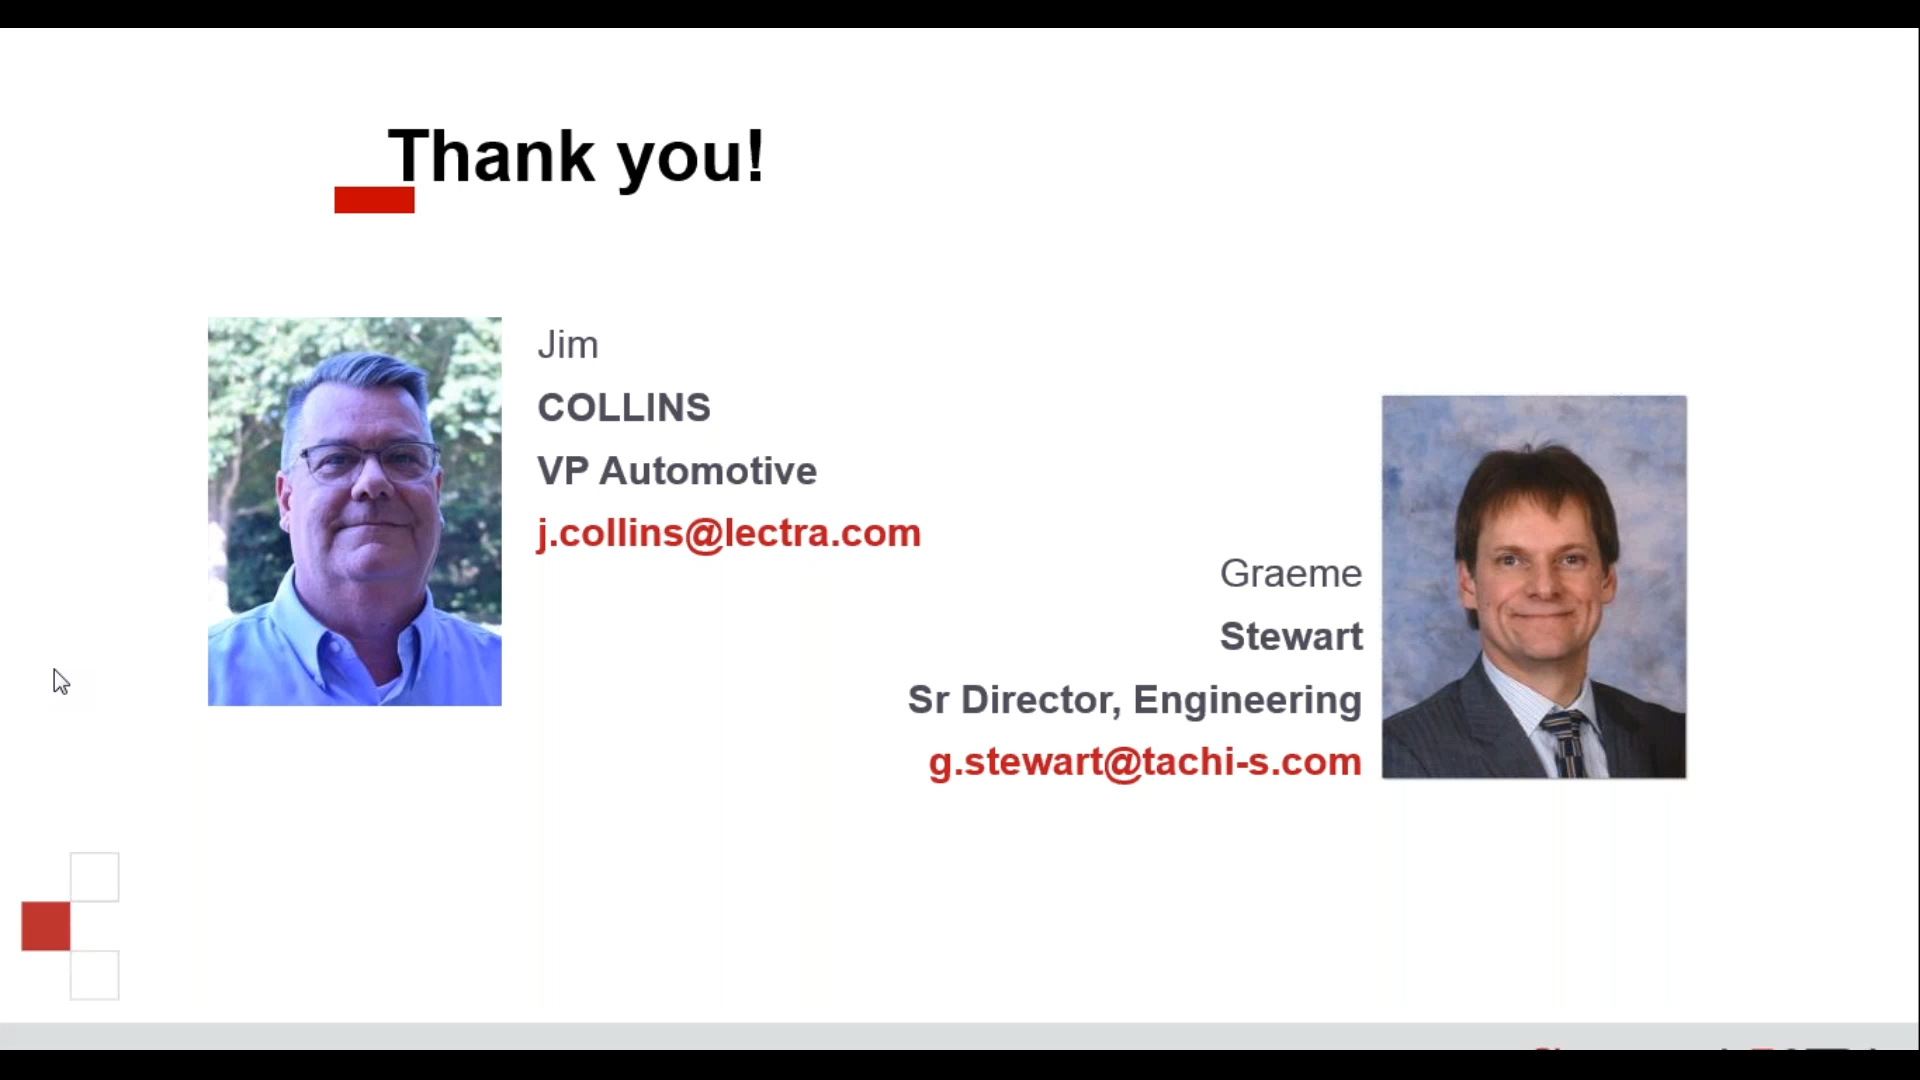 Thank you!
Jim
COLLINS
VP Automotive
j.collins@lectra.com
Graeme
Stewart
Sr Director, Engineering
g.stewart@tachi-s.com